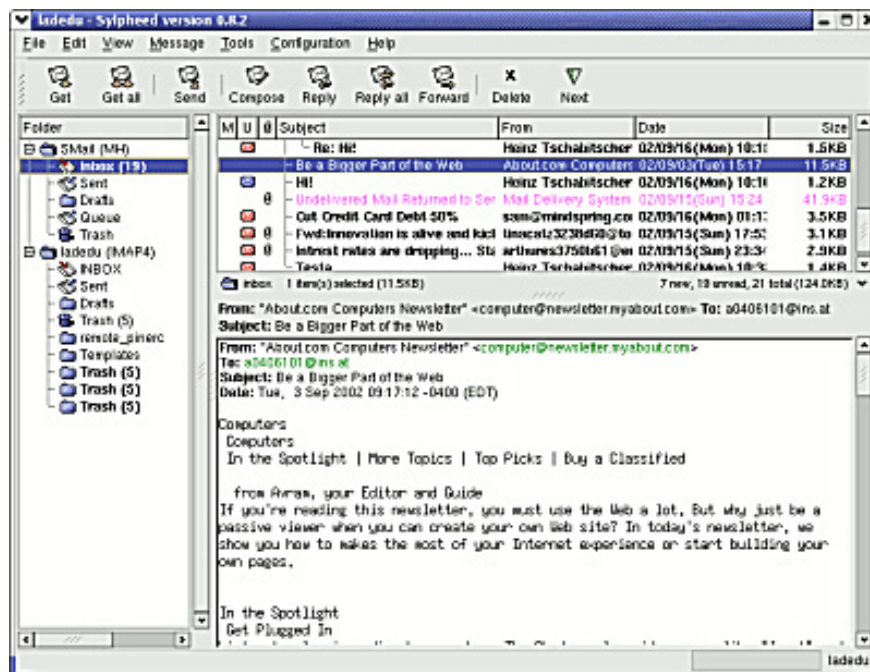 ladedu - Sylpheed version 0.8.2
File Edit View Message Tools Configuration Help
Get Get all Send Compose Reply Reply all Forward Delete Next
Folder
SMail (MH)
Inbox (19)
Sent
Drafts
Queue
Trash
ladedu (IMAP4)
INBOX
Sent
Drafts
Trash (5)
remote_pinerc
Templates
Trash (5)
Trash (5)
Trash (5)
M U Subject From Date Size
Re: Hi! Heinz Tschabitscher 02/09/16(Mon) 1.5KB
Be a Bigger Part of the Web About.com Computers 02/09/03(Tue) 15:17 11.5KB
Hi! Heinz Tschabitscher 02/09/16(Mon) 1.2KB
Undelivered Mail Returned to Ser Mail Delivery System 02/09/15(Sun) 15:24 41.9KB
Cut Credit Card Debt 50% 02/09/16(Mon) 3.5KB
Fwd:Innovation is alive and 02/09/15(Sun) 3.1KB
Intrest rates are dropping... 02/09/15(Sun) 2.9KB
Heinz Tschabitscher 02/09/16(Mon) 1.4KB
Inbox 1 item(s) selected (11.5KB) 7 new, 19 unread, 21 total (124.0KB)
From: "About.com Computers Newsletter" <computer@newsletter.myabout.com> To: a0406101@ins.at
Subject: Be a Bigger Part of the Web
From: "About.com Computers Newsletter" <computer@newsletter.myabout.com>
To: a0406101@ins.at
Subject: Be a Bigger Part of the Web
Date: Tue, 3 Sep 2002 09:17:12 -0400 (EDT)
Computers
Computers
In the Spotlight | More Topics | Top Picks | Buy a Classified
from Avram, your Editor and Guide
If you're reading this newsletter, you must use the Web a lot. But why just be a
passive viewer when you can create your own Web site? In today's newsletter, we
show you how to makes the most of your Internet experience or start building your
own pages.
In the Spotlight
Get Plugged In
ladedu